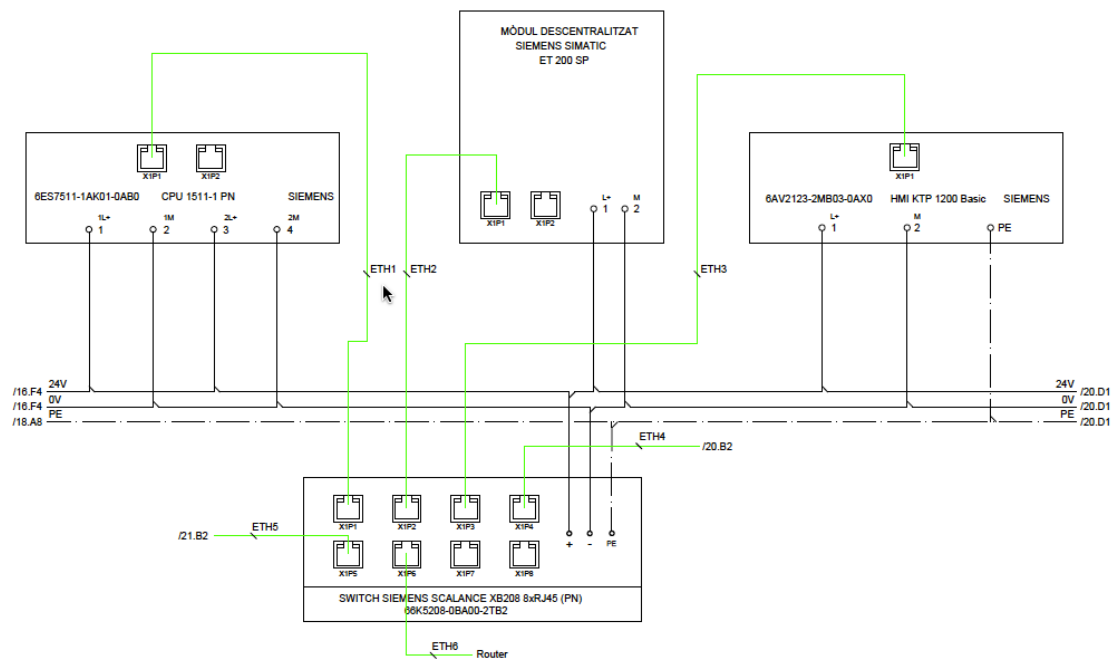 MÒDUL DESCENTRALITZAT
SIEMENS SIMATIC
ET 200 SP
X1P1 X1P2
6ES7511-1AK01-0AB0 CPU 1511-1 PN SIEMENS
1L+ 1M 2L+ 2M
1 2 3 4
X1P1 X1P2
L+ M
1 2
X1P1
6AV2123-2MB03-0AX0 HMI KTP 1200 Basic SIEMENS
L+ M
1 2 PE
ETH1 ETH2 ETH3
/16.F4 24V 24V /20.D1
/16.F4 0V 0V /20.D1
/18.A8 PE PE /20.D1
ETH4
/20.B2
X1P1 X1P2 X1P3 X1P4
+ - PE
ETH5
/21.B2
X1P5 X1P6 X1P7 X1P8
SWITCH SIEMENS SCALANCE XB208 8xRJ45 (PN)
66K5208-0BA00-2TB2
ETH6
Router